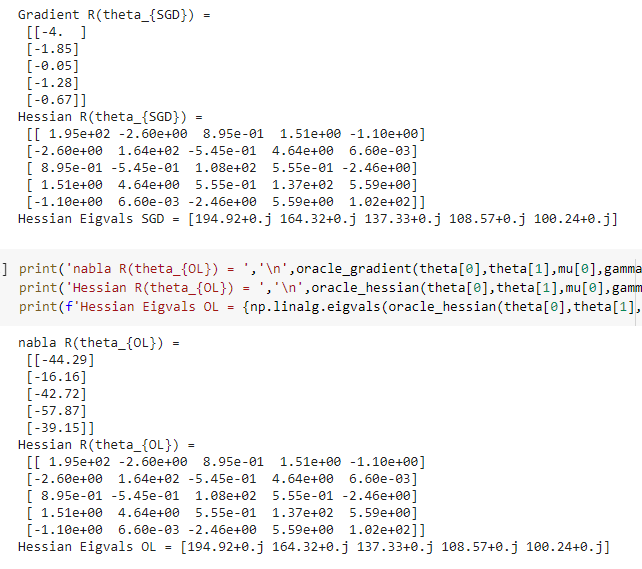 Gradient R(theta_{SGD}) =
[[-4.  ]
[-1.85]
[-0.05]
[-1.28]
[-0.67]]
Hessian R(theta_{SGD}) =
[[ 1.95e+02 -2.60e+00  8.95e-01  1.51e+00 -1.10e+00]
[-2.60e+00  1.64e+02 -5.45e-01  4.64e+00  6.60e-03]
[ 8.95e-01 -5.45e-01  1.08e+02  5.55e-01 -2.46e+00]
[ 1.51e+00  4.64e+00  5.55e-01  1.37e+02  5.59e+00]
[-1.10e+00  6.60e-03 -2.46e+00  5.59e+00  1.02e+02]]
Hessian Eigvals SGD = [194.92+0.j 164.32+0.j 137.33+0.j 108.57+0.j 100.24+0.j]
] print('nabla R(theta_{OL}) = ','\n',oracle_gradient(theta[0],theta[1],mu[0],gamma
print('Hessian R(theta_{OL}) = ','\n',oracle_hessian(theta[0],theta[1],mu[0],gamm
print(f'Hessian Eigvals OL = {np.linalg.eigvals(oracle_hessian(theta[0],theta[1],
nabla R(theta_{OL}) =
[[-44.29]
[-16.16]
[-42.72]
[-57.87]
[-39.15]]
Hessian R(theta_{OL}) =
[[ 1.95e+02 -2.60e+00  8.95e-01  1.51e+00 -1.10e+00]
[-2.60e+00  1.64e+02 -5.45e-01  4.64e+00  6.60e-03]
[ 8.95e-01 -5.45e-01  1.08e+02  5.55e-01 -2.46e+00]
[ 1.51e+00  4.64e+00  5.55e-01  1.37e+02  5.59e+00]
[-1.10e+00  6.60e-03 -2.46e+00  5.59e+00  1.02e+02]]
Hessian Eigvals OL = [194.92+0.j 164.32+0.j 137.33+0.j 108.57+0.j 100.24+0.j]